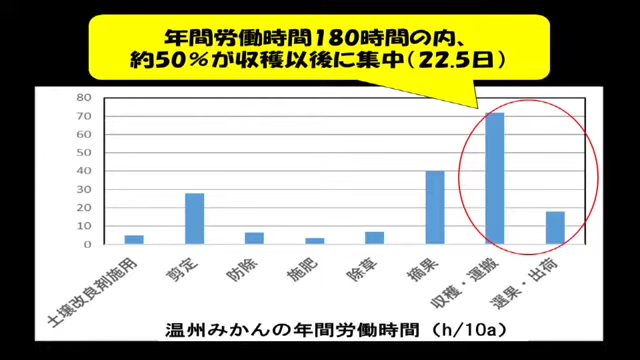 年間労働時間180時間の内、
約50%が収穫以後に集中(22.5日)
80
70
60
50
40
30
20
10
0
土壌改良剤施用
剪定
防除
施肥
除草
摘果
収穫・運搬
選果・出荷
温州みかんの年間労働時間（h/10a）